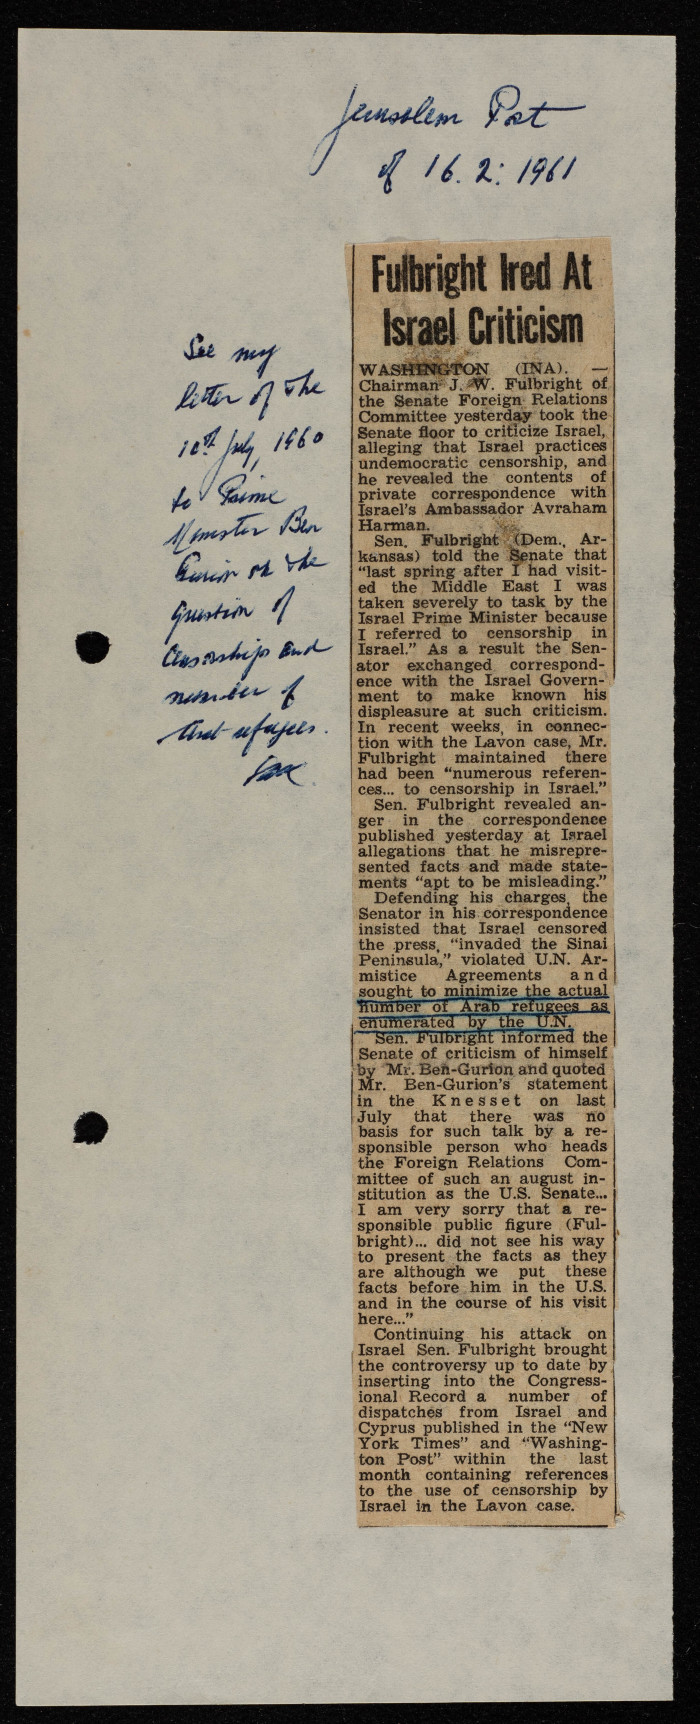 Jerusalem Post
of 16. 2. 1961
See my
letter of the
10th July, 1960
to Prime
Minister Ben
Gurion on the
question of
censorship and
number of
Arab refugees.
Fulbright Ired At
Israel Criticism
WASHINGTON (INA). —
Chairman J. W. Fulbright of
the Senate Foreign Relations
Committee yesterday took the
Senate floor to criticize Israel,
alleging that Israel practices
undemocratic censorship, and
he revealed the contents of
private correspondence with
Israel's Ambassador Avraham
Harman.
Sen. Fulbright (Dem., Ar-
kansas) told the Senate that
"last spring after I had visit-
ed the Middle East I was
taken severely to task by the
Israel Prime Minister because
I referred to censorship in
Israel." As a result the Sen-
ator exchanged correspond-
ence with the Israel Govern-
ment to make known his
displeasure at such criticism.
In recent weeks, in connec-
tion with the Lavon case, Mr.
Fulbright maintained there
had been "numerous referen-
ces... to censorship in Israel."
Sen. Fulbright revealed an-
ger in the correspondence
published yesterday at Israel
allegations that he misrepre-
sented facts and made state-
ments "apt to be misleading."
Defending his charges, the
Senator in his correspondence
insisted that Israel censored
the press, "invaded the Sinai
Peninsula," violated U.N. Ar-
mistice Agreements and
sought to minimize the actual
number of Arab refugees as
enumerated by the U.N.
Sen. Fulbright informed the
Senate of criticism of himself
by Mr. Ben-Gurion and quoted
Mr. Ben-Gurion's statement
in the Knesset on last
July that there was no
basis for such talk by a re-
sponsible person who heads
the Foreign Relations Com-
mittee of such an august in-
stitution as the U.S. Senate...
I am very sorry that a re-
sponsible public figure (Ful-
bright)... did not see his way
to present the facts as they
are although we put these
facts before him in the U.S.
and in the course of his visit
here..."
Continuing his attack on
Israel Sen. Fulbright brought
the controversy up to date by
inserting into the Congress-
ional Record a number of
dispatches from Israel and
Cyprus published in the "New
York Times" and "Washing-
ton Post" within the last
month containing references
to the use of censorship by
Israel in the Lavon case.